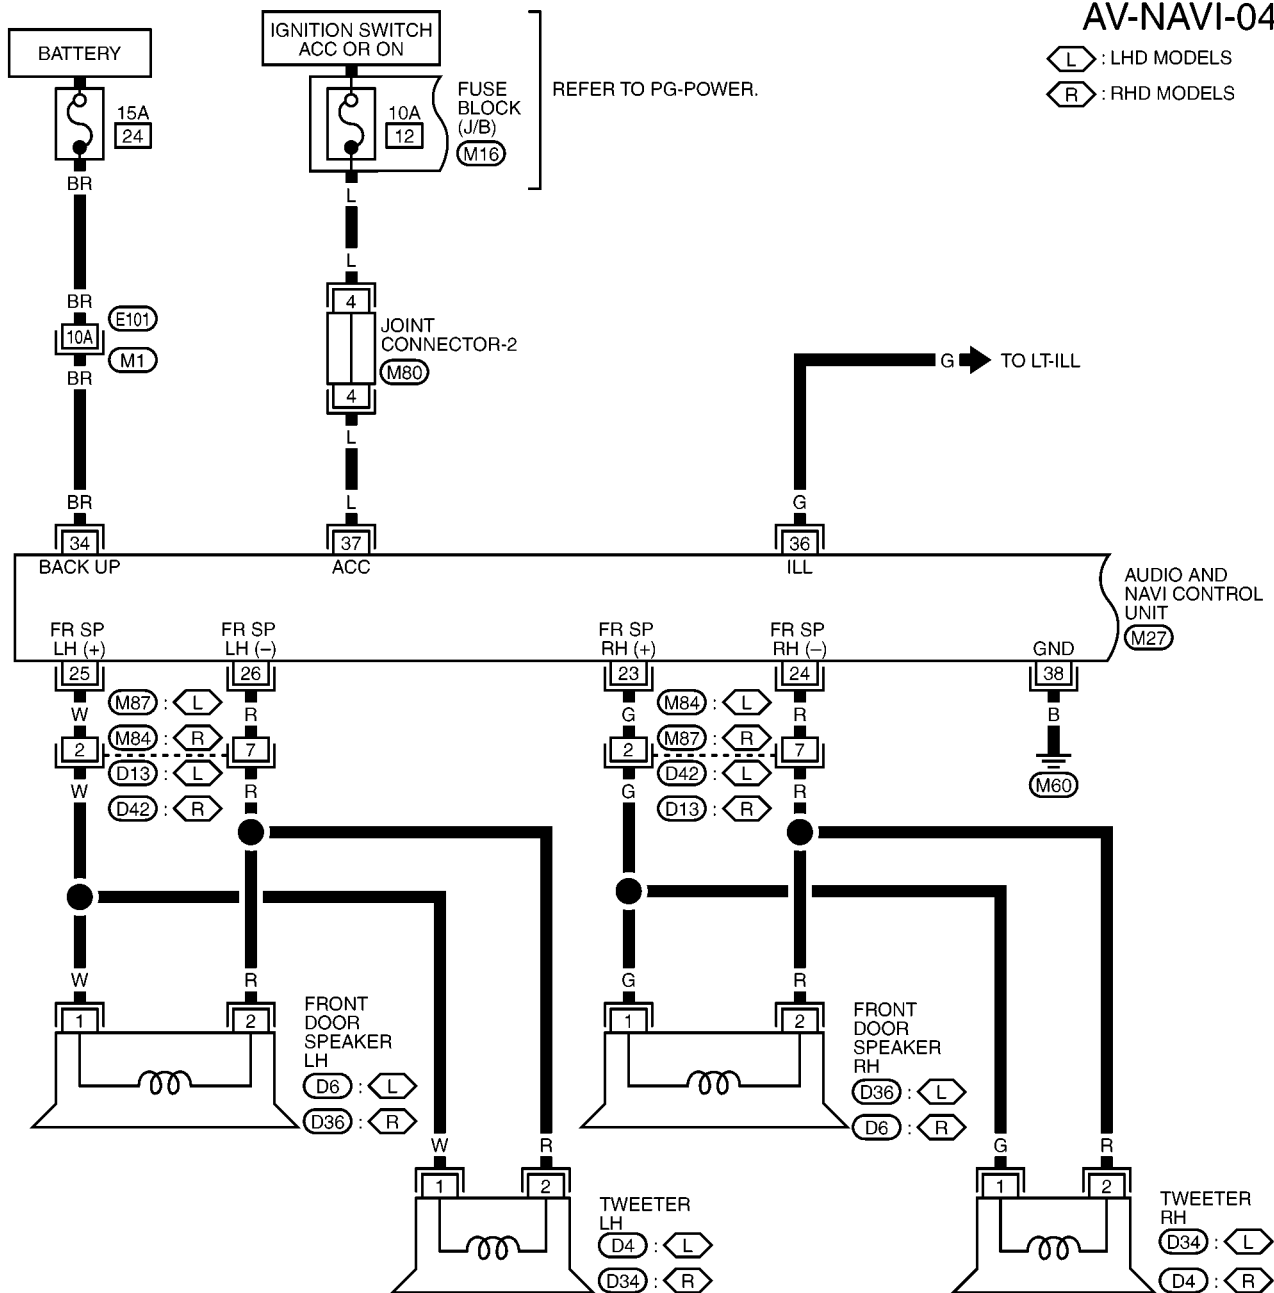 AV-NAVI-04
L : LHD MODELS
R : RHD MODELS
BATTERY
IGNITION SWITCH
ACC OR ON
REFER TO PG-POWER.
15A
24
10A
12
FUSE
BLOCK
(J/B)
M16
BR
L
BR
L
10A
E101
M1
4
JOINT
CONNECTOR-2
M80
4
G
TO LT-ILL
BR
L
BR
L
G
34
37
36
BACK UP
ACC
ILL
AUDIO AND
NAVI CONTROL
UNIT
M27
FR SP
LH (+)
FR SP
LH (–)
FR SP
RH (+)
FR SP
RH (–)
GND
25
26
23
24
38
W
M87 : L
R
G
M84 : L
R
B
M84 : R
M87 : R
2
7
2
7
D13 : L
D42 : L
M60
W
R
G
R
D42 : R
D13 : R
W
R
G
R
1
2
1
2
FRONT
DOOR
SPEAKER
LH
D6 : L
D36 : R
FRONT
DOOR
SPEAKER
RH
D36 : L
D6 : R
W
R
G
R
1
2
1
2
TWEETER
LH
D4 : L
D34 : R
TWEETER
RH
D34 : L
D4 : R